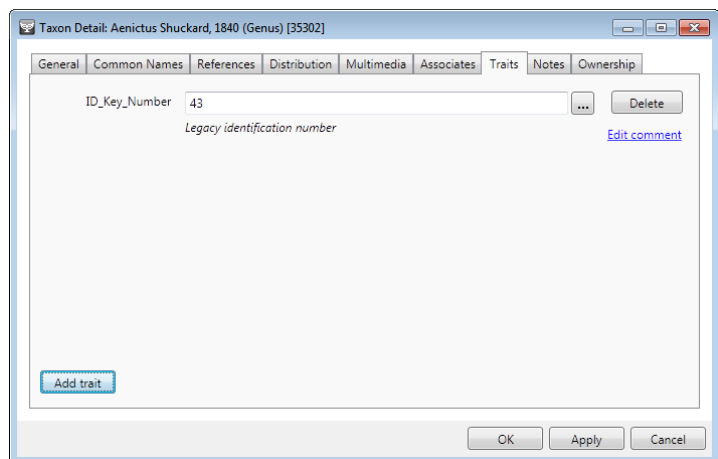 Taxon Detail: Aenictus Shuckard, 1840 (Genus) [35302]
General Common Names References Distribution Multimedia Associates Traits Notes Ownership
ID_Key_Number 43 ... Delete
Legacy identification number Edit comment
Add trait
OK Apply Cancel